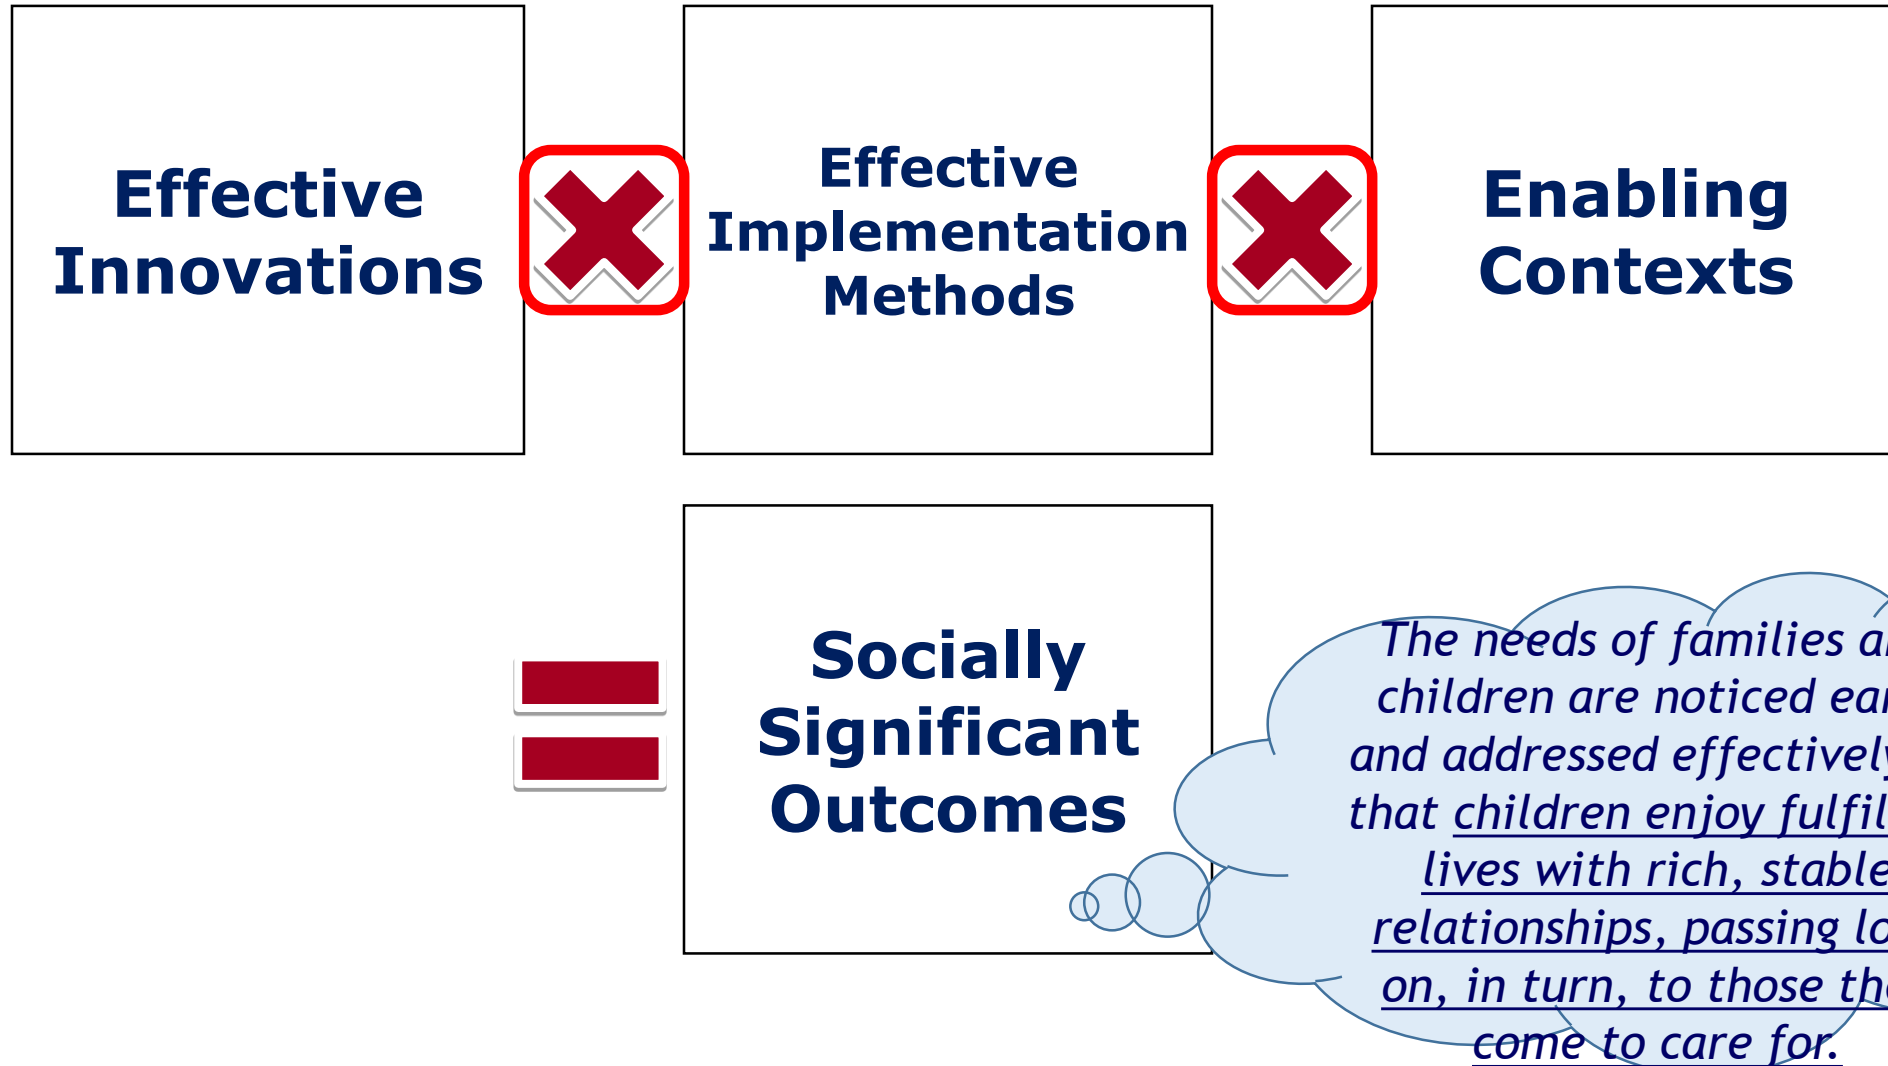 Effective
Innovations
Effective
Implementation
Methods
Enabling
Contexts
Socially
Significant
Outcomes
The needs of families
children are noticed
and addressed effectively
that children enjoy
lives with rich, stable
relationships, passing
on, in turn, to those
come to care for.